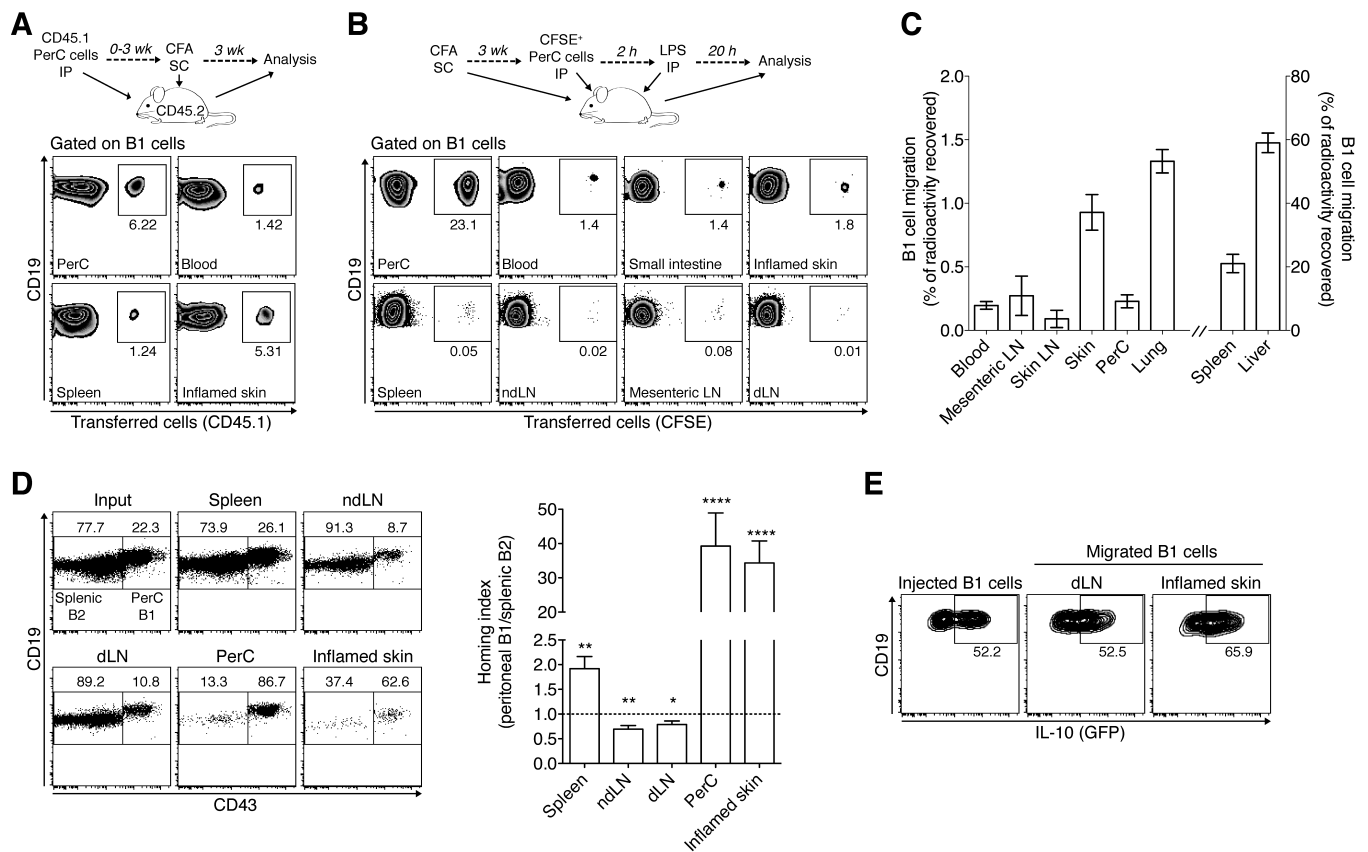 A
CD45.1
PerC cells
IP
0-3 wk
CFA
SC
3 wk
Analysis
CD45.2
Gated on B1 cells
6.22
PerC
1.42
Blood
1.24
Spleen
5.31
Inflamed skin
CD19
Transferred cells (CD45.1)
B
CFA
SC
3 wk
CFSE+
PerC cells
IP
2 h
LPS
IP
20 h
Analysis
Gated on B1 cells
23.1
PerC
1.4
Blood
1.4
Small intestine
1.8
Inflamed skin
0.05
Spleen
0.02
ndLN
0.08
Mesenteric LN
0.01
dLN
CD19
Transferred cells (CFSE)
C
B1 cell migration
(% of radioactivity recovered)
2.0
1.5
1.0
0.5
0.0
80
60
40
20
0
B1 cell migration
(% of radioactivity recovered)
Blood
Mesenteric LN
Skin LN
Skin
PerC
Lung
//
Spleen
Liver
D
Input
77.7 22.3
Splenic
B2
PerC
B1
Spleen
73.9 26.1
ndLN
91.3 8.7
dLN
89.2 10.8
PerC
13.3 86.7
Inflamed skin
37.4 62.6
CD19
CD43
Homing index
(peritoneal B1/splenic B2)
50
40
30
20
2.5
2.0
1.5
1.0
0.5
0.0
**
**
*
****
****
Spleen
ndLN
dLN
PerC
Inflamed skin
E
Migrated B1 cells
Injected B1 cells
dLN
Inflamed skin
52.2
52.5
65.9
CD19
IL-10 (GFP)